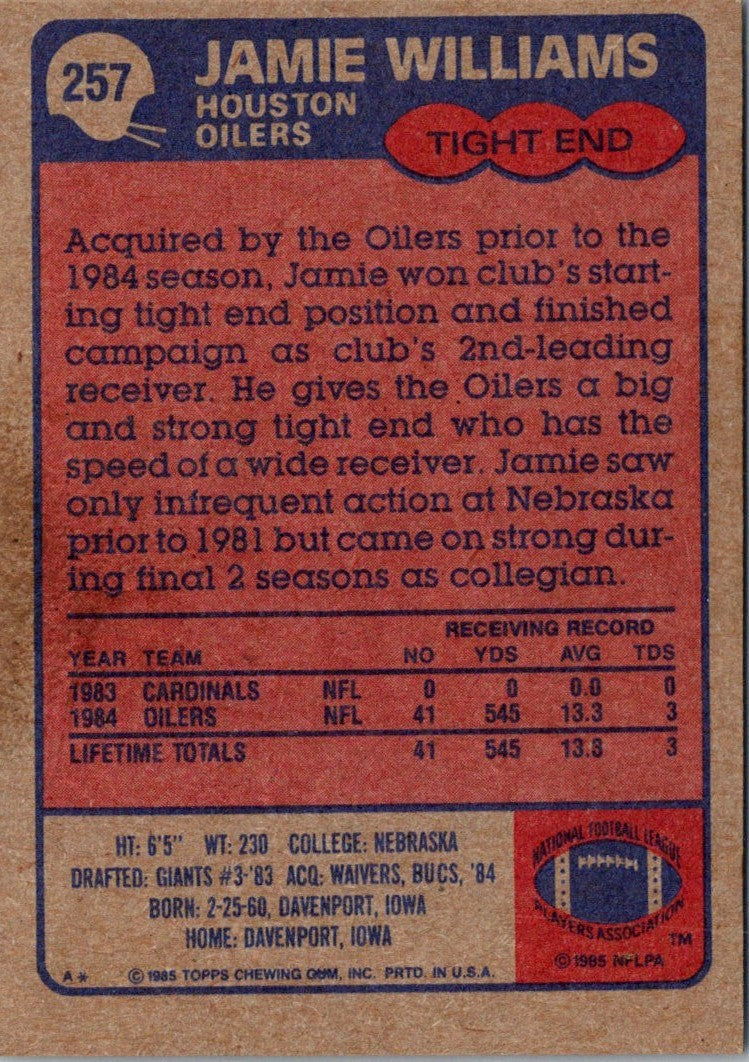 257
JAMIE WILLIAMS
HOUSTON
OILERS
TIGHT END
Acquired by the Oilers prior to the
1984 season, Jamie won club's start-
ing tight end position and finished
campaign as club's 2nd-leading
receiver. He gives the Oilers a big
and strong tight end who has the
speed of a wide receiver. Jamie saw
only infrequent action at Nebraska
prior to 1981 but came on strong dur-
ing final 2 seasons as collegian.
RECEIVING RECORD
YEAR TEAM NO YDS AVG TDS
1983 CARDINALS NFL 0 0 0.0 0
1984 OILERS NFL 41 545 13.3 3
LIFETIME TOTALS 41 545 13.3 3
HT: 6'5" WT: 230 COLLEGE: NEBRASKA
DRAFTED: GIANTS #3-'83 ACQ: WAIVERS, BUCS, '84
BORN: 2-25-60, DAVENPORT, IOWA
HOME: DAVENPORT, IOWA
A* © 1985 TOPPS CHEWING GUM, INC. PRTD. IN U.S.A.
NATIONAL FOOTBALL LEAGUE
PLAYERS ASSOCIATION
TM
© 1985 NFLPA